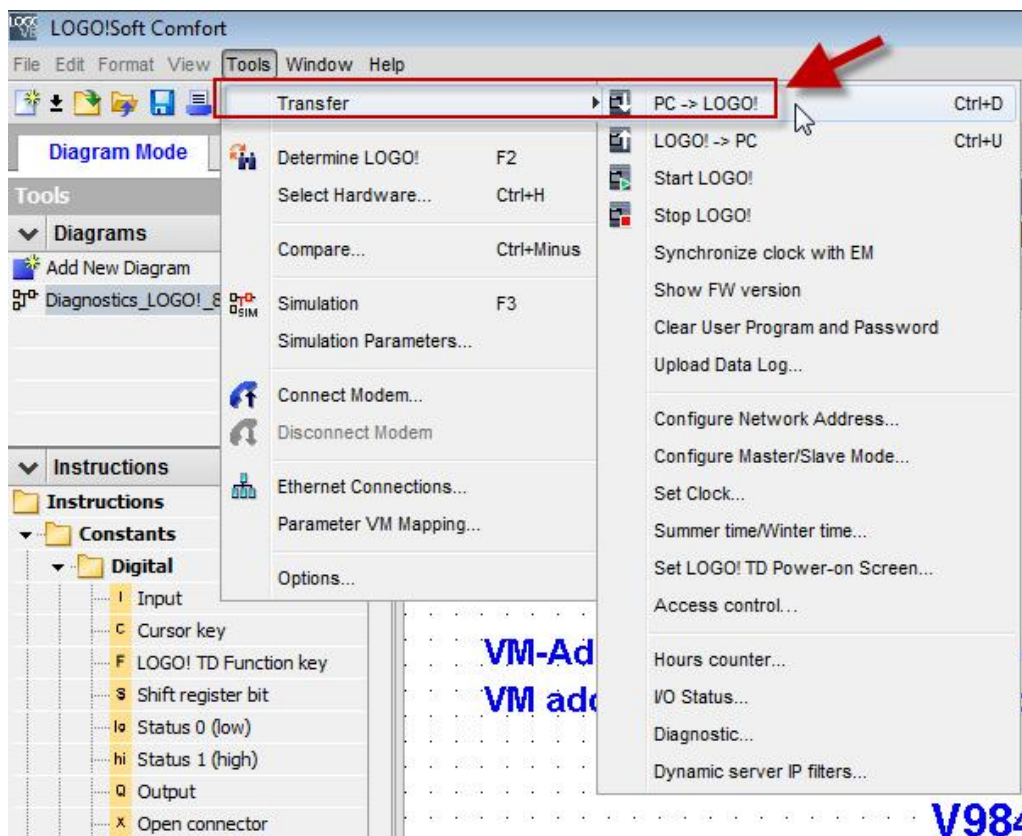 LOGO!Soft Comfort
File Edit Format View Tools Window Help
Diagram Mode
Tools
Diagrams
Add New Diagram
Diagnostics_LOGO!_8
Transfer
Determine LOGO! F2
Select Hardware... Ctrl+H
Compare... Ctrl+Minus
Simulation F3
Simulation Parameters...
Connect Modem...
Disconnect Modem
Ethernet Connections...
Parameter VM Mapping...
Options...
PC -> LOGO! Ctrl+D
LOGO! -> PC Ctrl+U
Start LOGO!
Stop LOGO!
Synchronize clock with EM
Show FW version
Clear User Program and Password
Upload Data Log...
Configure Network Address...
Configure Master/Slave Mode...
Set Clock...
Summer time/Winter time...
Set LOGO! TD Power-on Screen...
Access control...
Hours counter...
I/O Status...
Diagnostic...
Dynamic server IP filters...
Instructions
Instructions
Constants
Digital
I Input
C Cursor key
F LOGO! TD Function key
S Shift register bit
lo Status 0 (low)
hi Status 1 (high)
Q Output
X Open connector
VM-Ad
VM add
V984